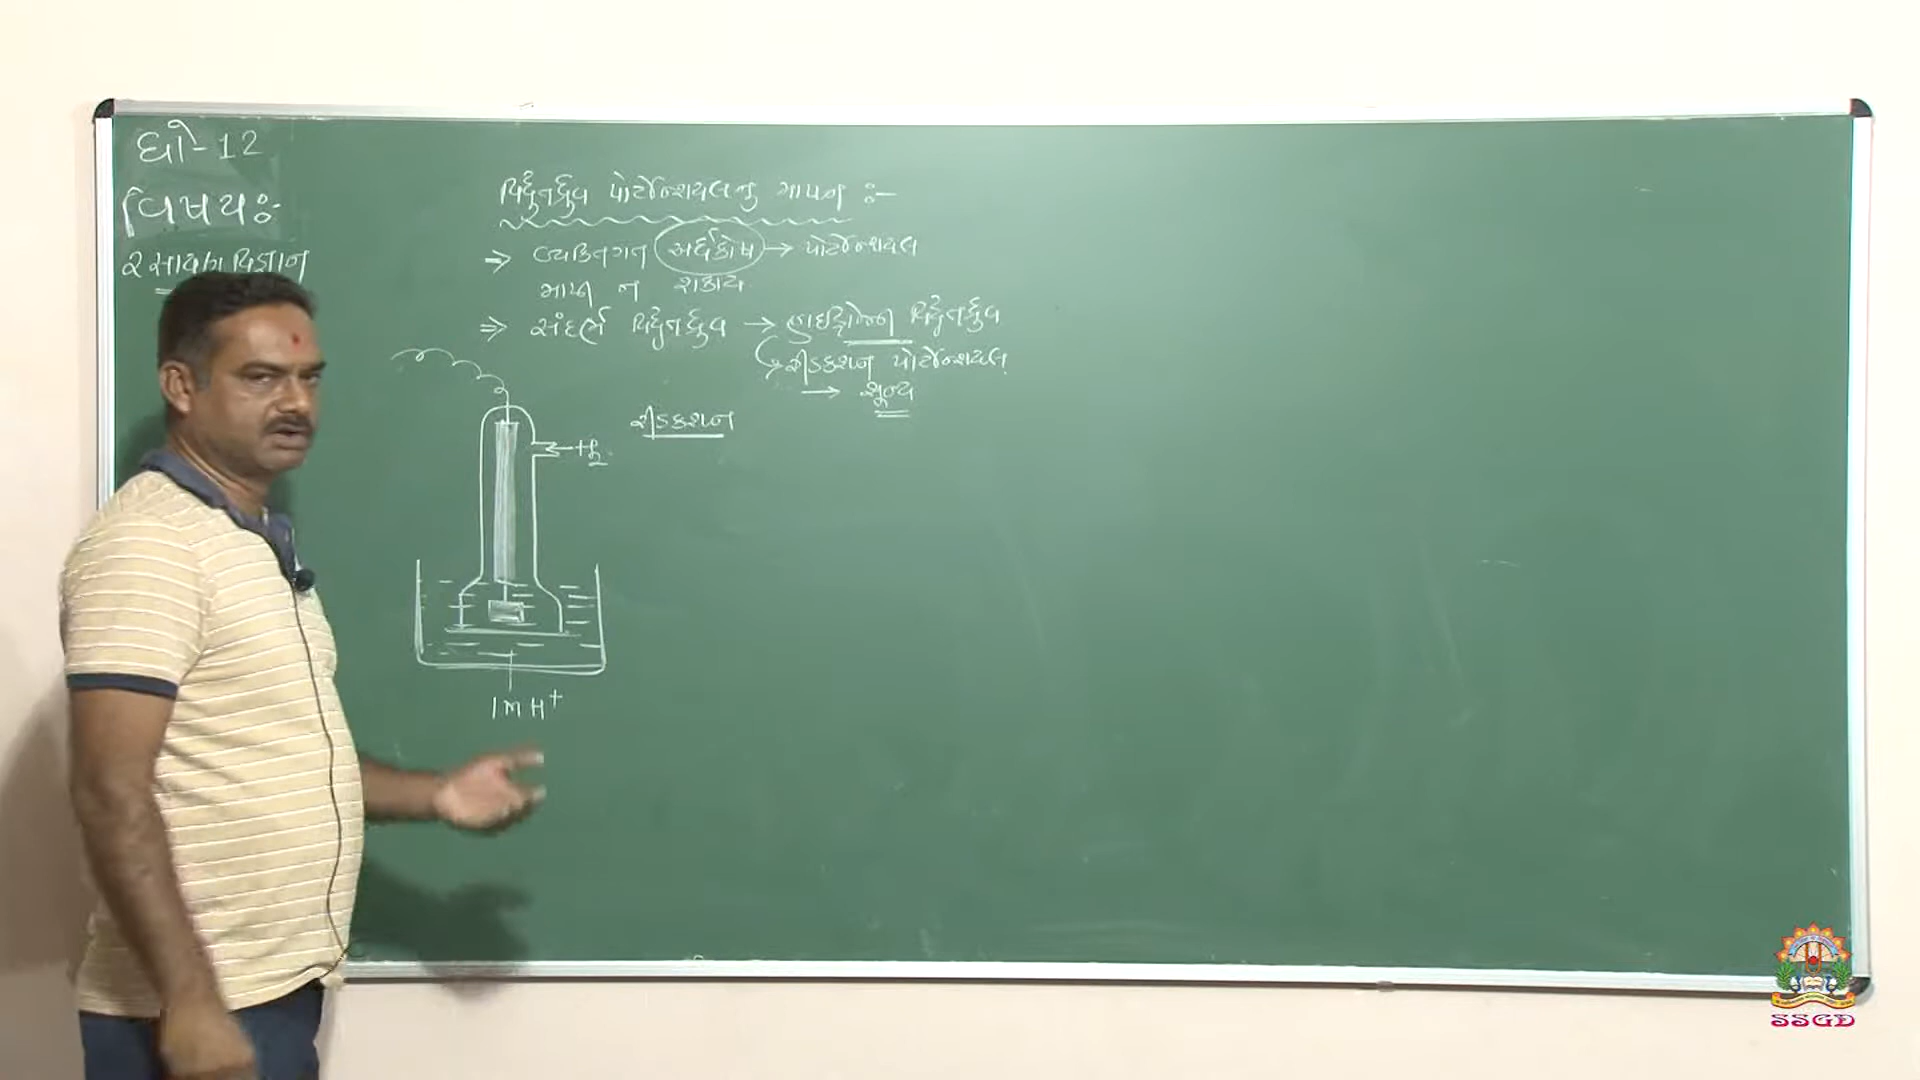 ધો-12
વિષય:-
રસાયણ વિજ્ઞાન
વિદ્યુતધ્રુવ પોટેન્શિયલનું માપન :-
⇒ વ્યક્તિગત અર્ધકોષ → પોટેન્શિયલ
માપી ન શકાય.
⇒ સંદર્ભ વિદ્યુતધ્રુવ → હાઇડ્રોજન વિદ્યુતધ્રુવ
રીડક્શન પોટેન્શિયલ
→ શૂન્ય
રીડક્શન
H₂
1 M H⁺
SSGD